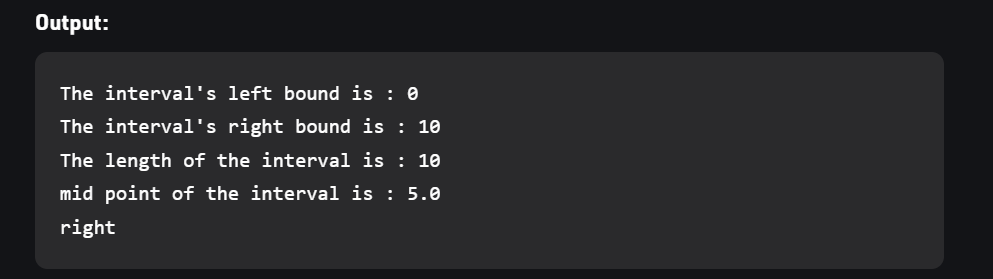 Output:
The interval's left bound is : 0
The interval's right bound is : 10
The length of the interval is : 10
mid point of the interval is : 5.0
right